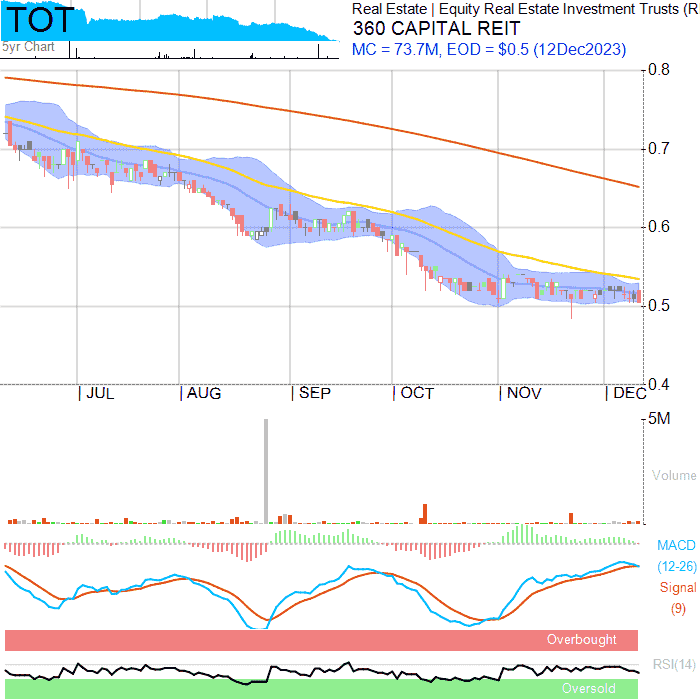 TOT
5yr Chart
Real Estate | Equity Real Estate Investment Trusts (R
360 CAPITAL REIT
MC = 73.7M, EOD = $0.5 (12Dec2023)
0.8
0.7
0.6
0.5
0.4
| JUL | AUG | SEP | OCT | NOV | DEC
5M
Volume
MACD
(12-26)
Signal
(9)
Overbought
RSI(14)
Oversold